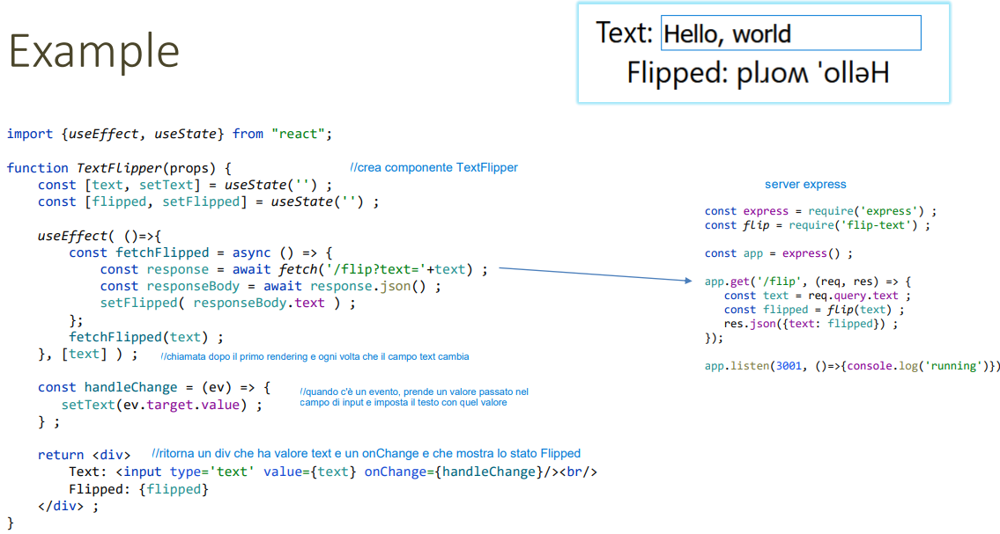 Example
Text: Hello, world
Flipped: plɹoʍ 'ollǝH
import {useEffect, useState} from "react";
function TextFlipper(props) { //crea componente TextFlipper
const [text, setText] = useState('') ;
const [flipped, setFlipped] = useState('') ;
useEffect( ()=>{
const fetchFlipped = async () => {
const response = await fetch('/flip?text='+text) ;
const responseBody = await response.json() ;
setFlipped( responseBody.text ) ;
};
fetchFlipped(text) ;
}, [text] ) ; //chiamata dopo il primo rendering e ogni volta che il campo text cambia
const handleChange = (ev) => {
setText(ev.target.value) ;
} ;
//quando c'è un evento, prende un valore passato nel
campo di input e imposta il testo con quel valore
return <div> //ritorna un div che ha valore text e un onChange e che mostra lo stato Flipped
Text: <input type='text' value={text} onChange={handleChange}/><br/>
Flipped: {flipped}
</div> ;
}
server express
const express = require('express') ;
const flip = require('flip-text') ;
const app = express() ;
app.get('/flip', (req, res) => {
const text = req.query.text ;
const flipped = flip(text) ;
res.json({text: flipped}) ;
});
app.listen(3001, ()=>{console.log('running')})